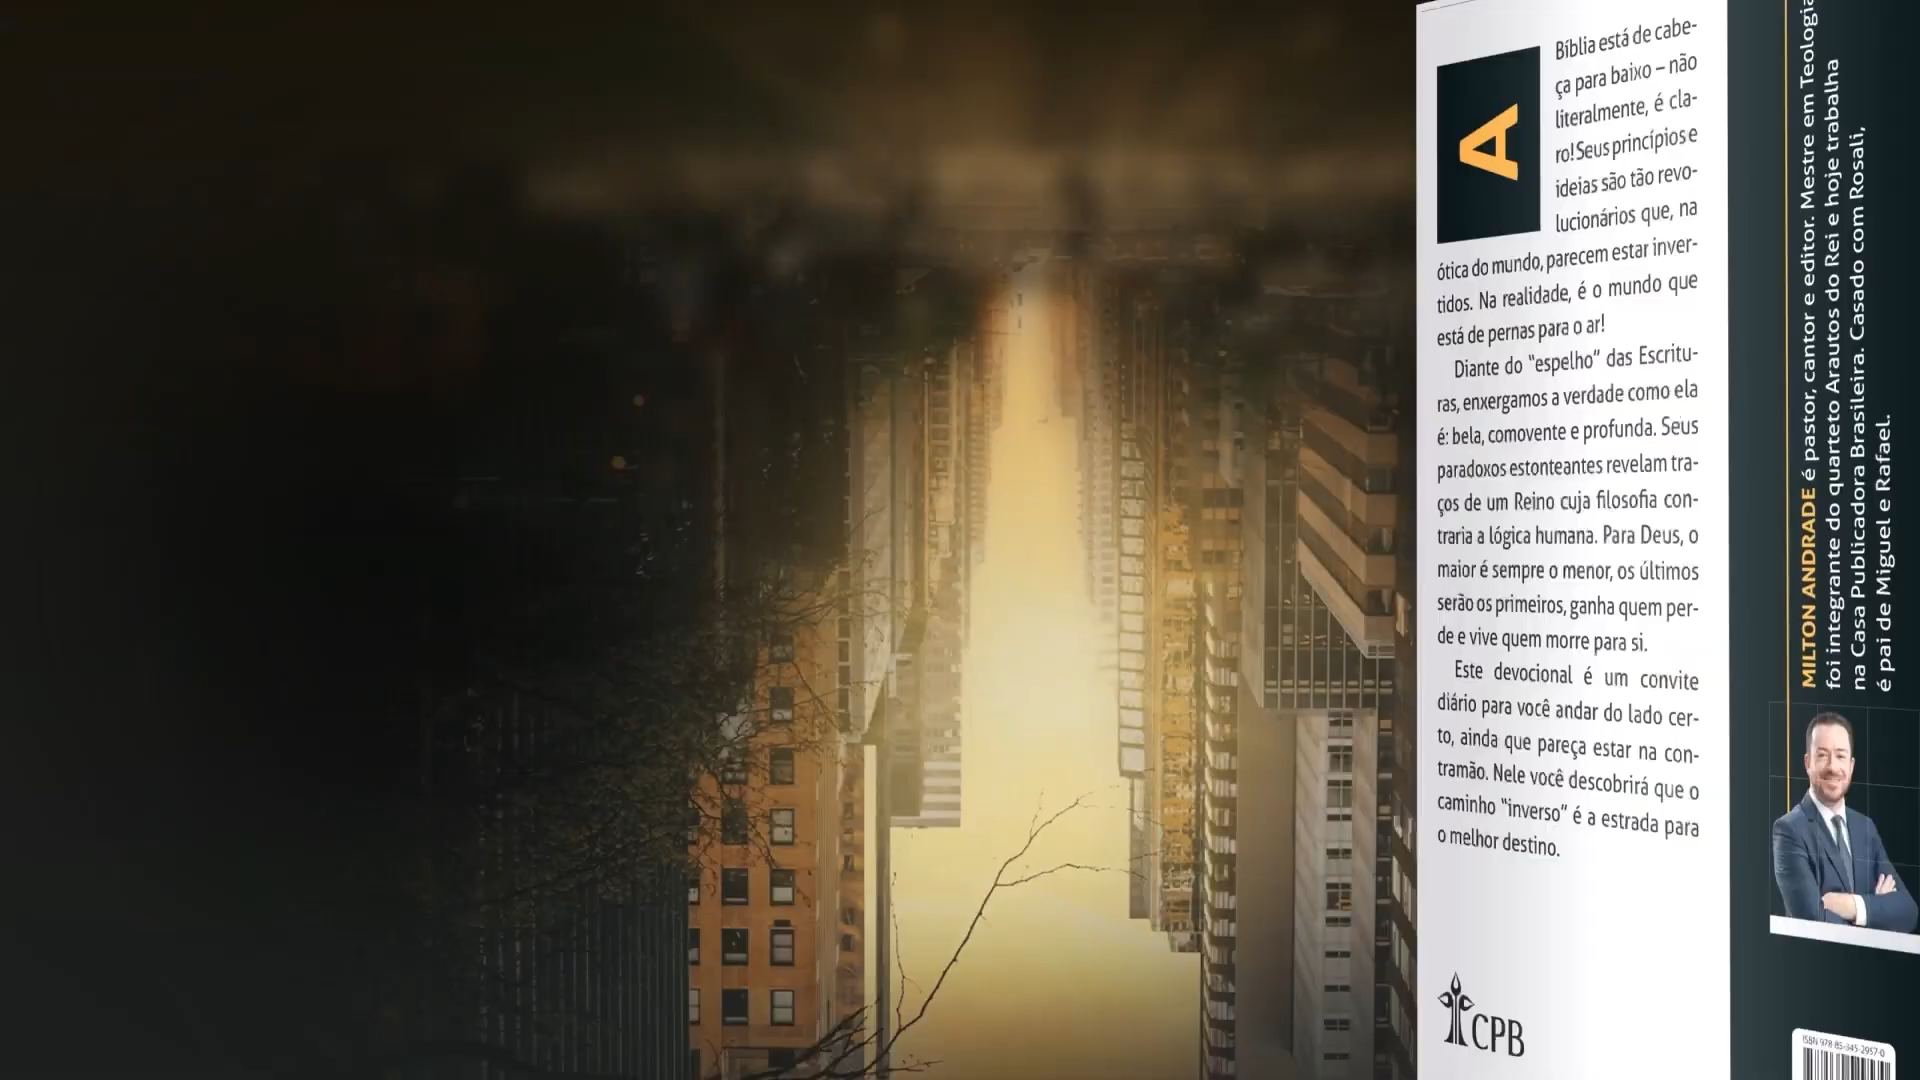 A
Bíblia está de cabe-
ça para baixo – não
literalmente, é cla-
ro! Seus princípios e
ideias são tão revo-
lucionários que, na
ótica do mundo, parecem estar inver-
tidos. Na realidade, é o mundo que
está de pernas para o ar!
Diante do "espelho" das Escritu-
ras, enxergamos a verdade como ela
é: bela, comovente e profunda. Seus
paradoxos estonteantes revelam tra-
ços de um Reino cuja filosofia con-
traria a lógica humana. Para Deus, o
maior é sempre o menor, os últimos
serão os primeiros, ganha quem per-
de e vive quem morre para si.
Este devocional é um convite
diário para você andar do lado cer-
to, ainda que pareça estar na con-
tramão. Nele você descobrirá que o
caminho "inverso" é a estrada para
o melhor destino.
CPB
MILTON ANDRADE é pastor, cantor e editor. Mestre em Teologia
foi integrante do quarteto Arautos do Rei e hoje trabalha
na Casa Publicadora Brasileira. Casado com Rosali,
é pai de Miguel e Rafael.
ISBN 978-85-345-2957-0